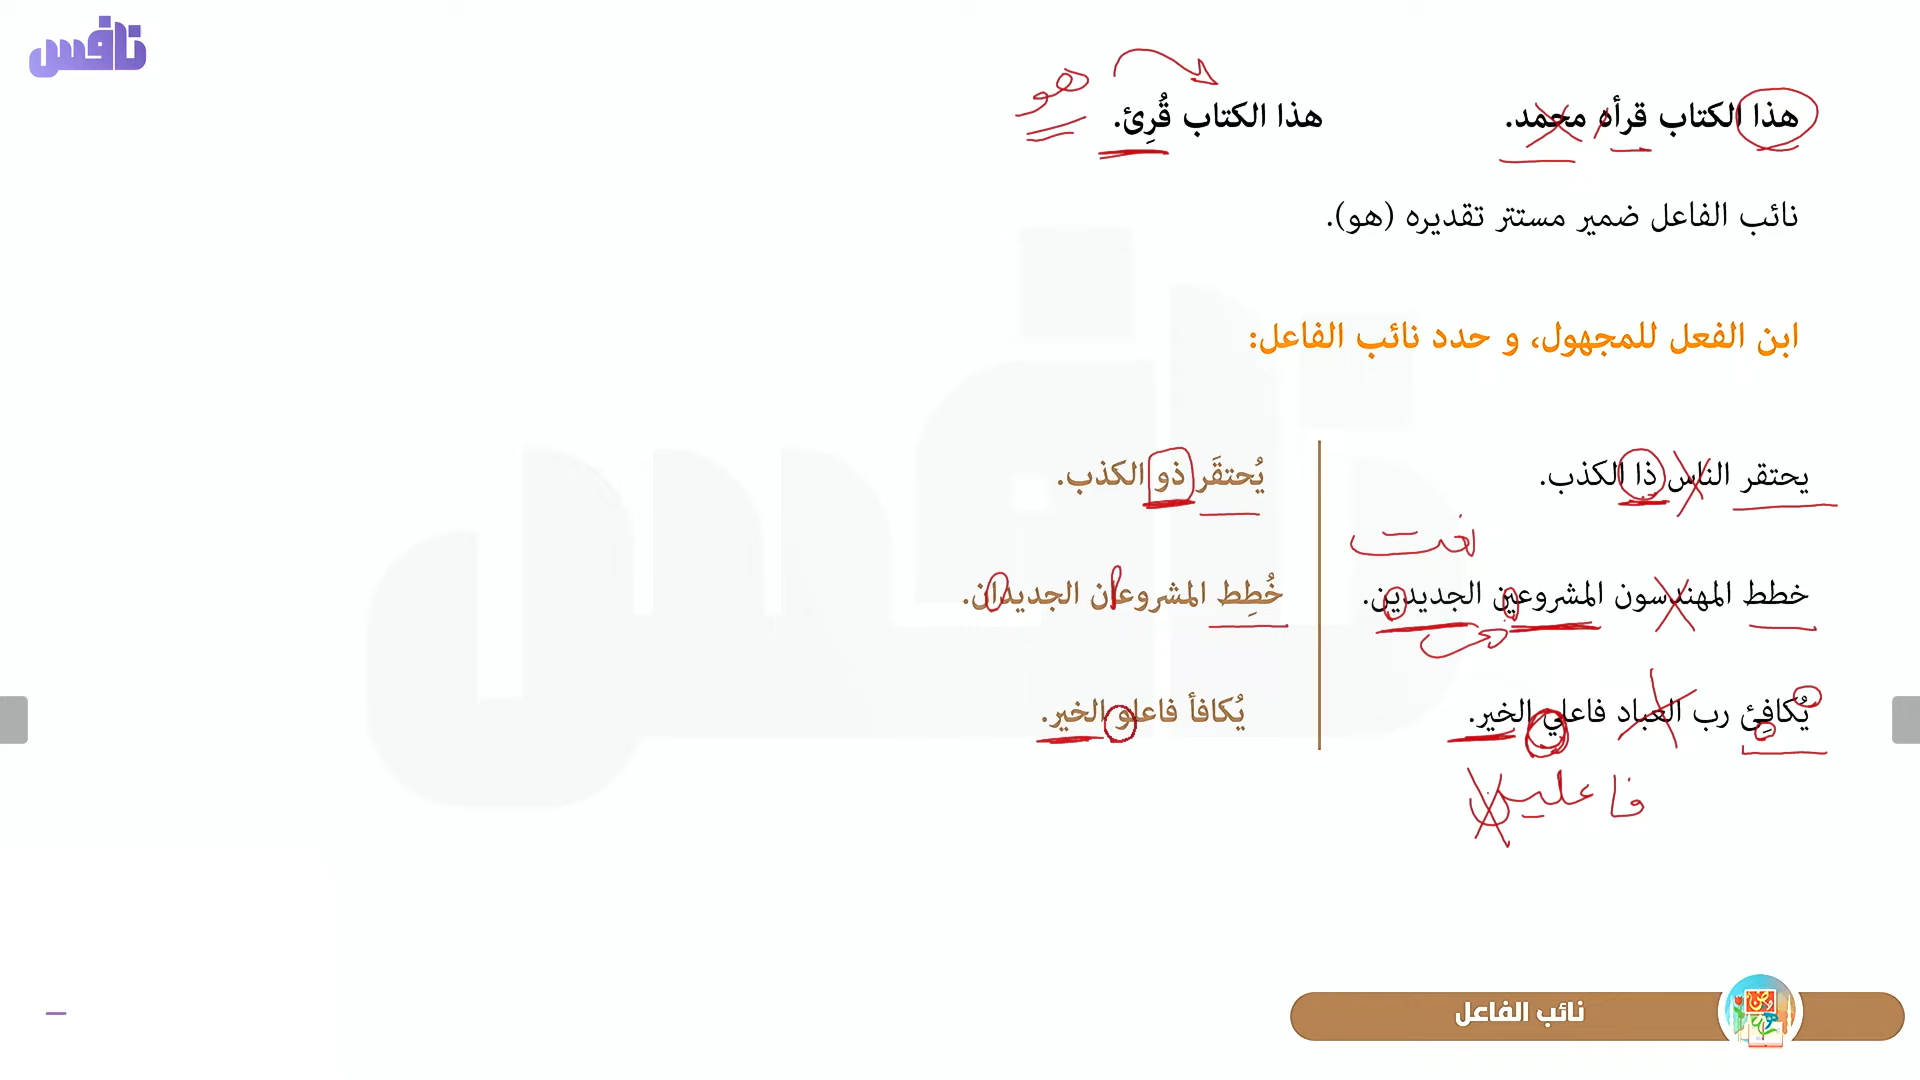 نافس
هو
هذا الكتاب قرأه محمد. هذا الكتاب قُرِئ.
نائب الفاعل ضمير مستتر تقديره (هو).
ابن الفعل للمجهول، و حدد نائب الفاعل:
يحتقر الناس ذا الكذب. يُحتقَر ذو الكذب.
نعت
خطط المهندسون المشروعين الجديدين. خُطِط المشروعان الجديدان.
يُكافِئ رب العباد فاعلي الخير. يُكافأ فاعلو الخير.
فاعلين
نائب الفاعل